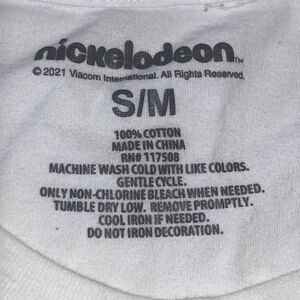 nickelodeon™
© 2021 Viacom International. All Rights Reserved.
S/M
100% COTTON
MADE IN CHINA
RN# 117508
MACHINE WASH COLD WITH LIKE COLORS.
GENTLE CYCLE.
ONLY NON-CHLORINE BLEACH WHEN NEEDED.
TUMBLE DRY LOW. REMOVE PROMPTLY.
COOL IRON IF NEEDED.
DO NOT IRON DECORATION.